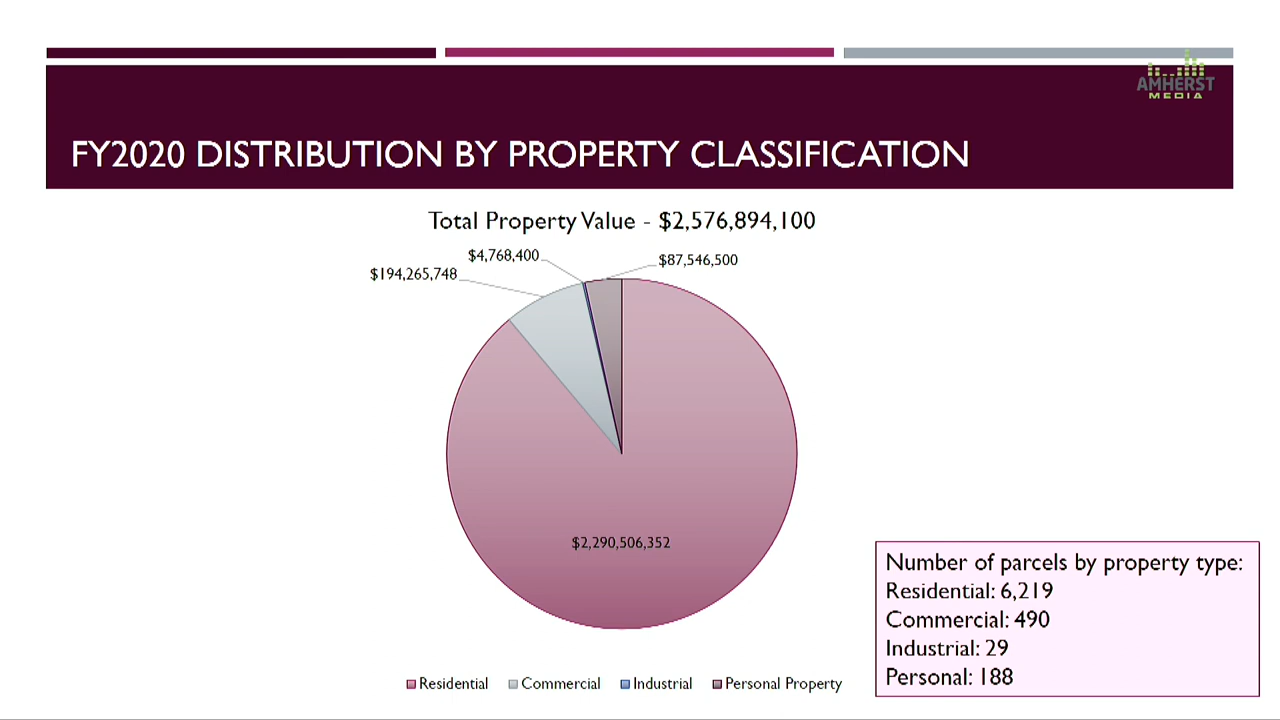 AMHERST
MEDIA
FY2020 DISTRIBUTION BY PROPERTY CLASSIFICATION
Total Property Value - $2,576,894,100
$4,768,400
$87,546,500
$194,265,748
$2,290,506,352
Number of parcels by property type:
Residential: 6,219
Commercial: 490
Industrial: 29
Personal: 188
Residential Commercial Industrial Personal Property